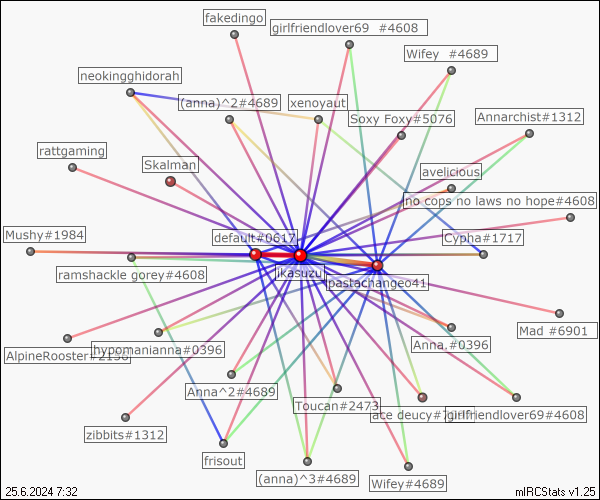 fakedingo
girlfriendlover69 #4608
Wifey #4689
neokingghidorah
(anna)^2#4689
xenoyaut
Soxy Foxy#5076
Annarchist#1312
rattgaming
Skalman
avelicious
no cops no laws no hope#4608
Mushy#1984
default#0617
Cypha#1717
ramshackle gorey#4608
ikasuzu
pastachangeo41
Mad #6901
AlpineRooster#2136
hypomanianna#0396
Anna,#0396
Anna^2#4689
Toucan#2473
ace deucy#
girlfriendlover69#4608
zibbits#1312
frisout
(anna)^3#4689
Wifey#4689
25.6.2024 7:32
mIRCStats v1.25